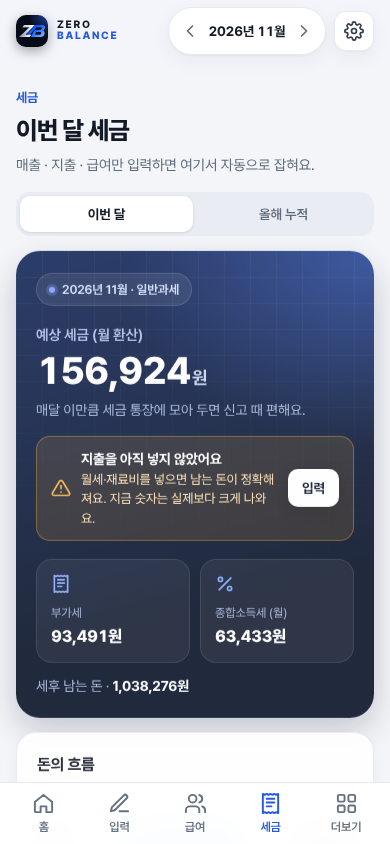 ZB ZERO
BALANCE
2026년 11월
세금
이번 달 세금
매출 · 지출 · 급여만 입력하면 여기서 자동으로 잡혀요.
이번 달 올해 누적
2026년 11월 · 일반과세
예상 세금 (월 환산)
156,924원
매달 이만큼 세금 통장에 모아 두면 신고 때 편해요.
지출을 아직 넣지 않았어요
월세·재료비를 넣으면 남는 돈이 정확해
져요. 지금 숫자는 실제보다 크게 나와
요.
입력
부가세
93,491원
종합소득세 (월)
63,433원
세후 남는 돈 · 1,038,276원
돈의 흐름
홈 입력 급여 세금 더보기